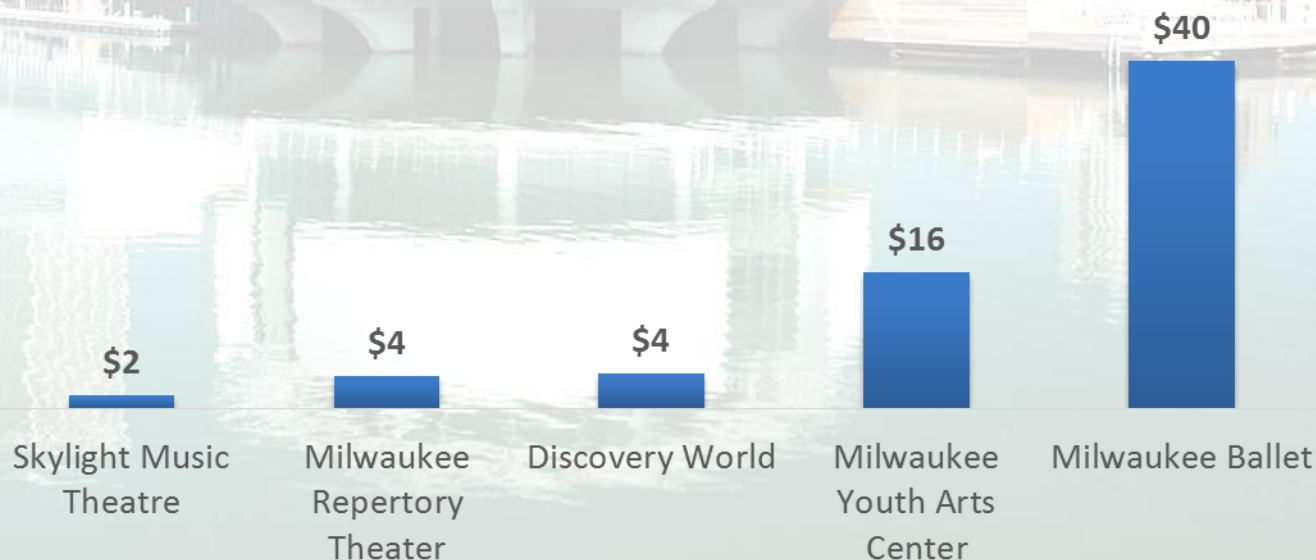 $40
$16
$4
$4
$2
Skylight Music
Theatre
Milwaukee
Repertory
Theater
Discovery World
Milwaukee
Youth Arts
Center
Milwaukee Ballet